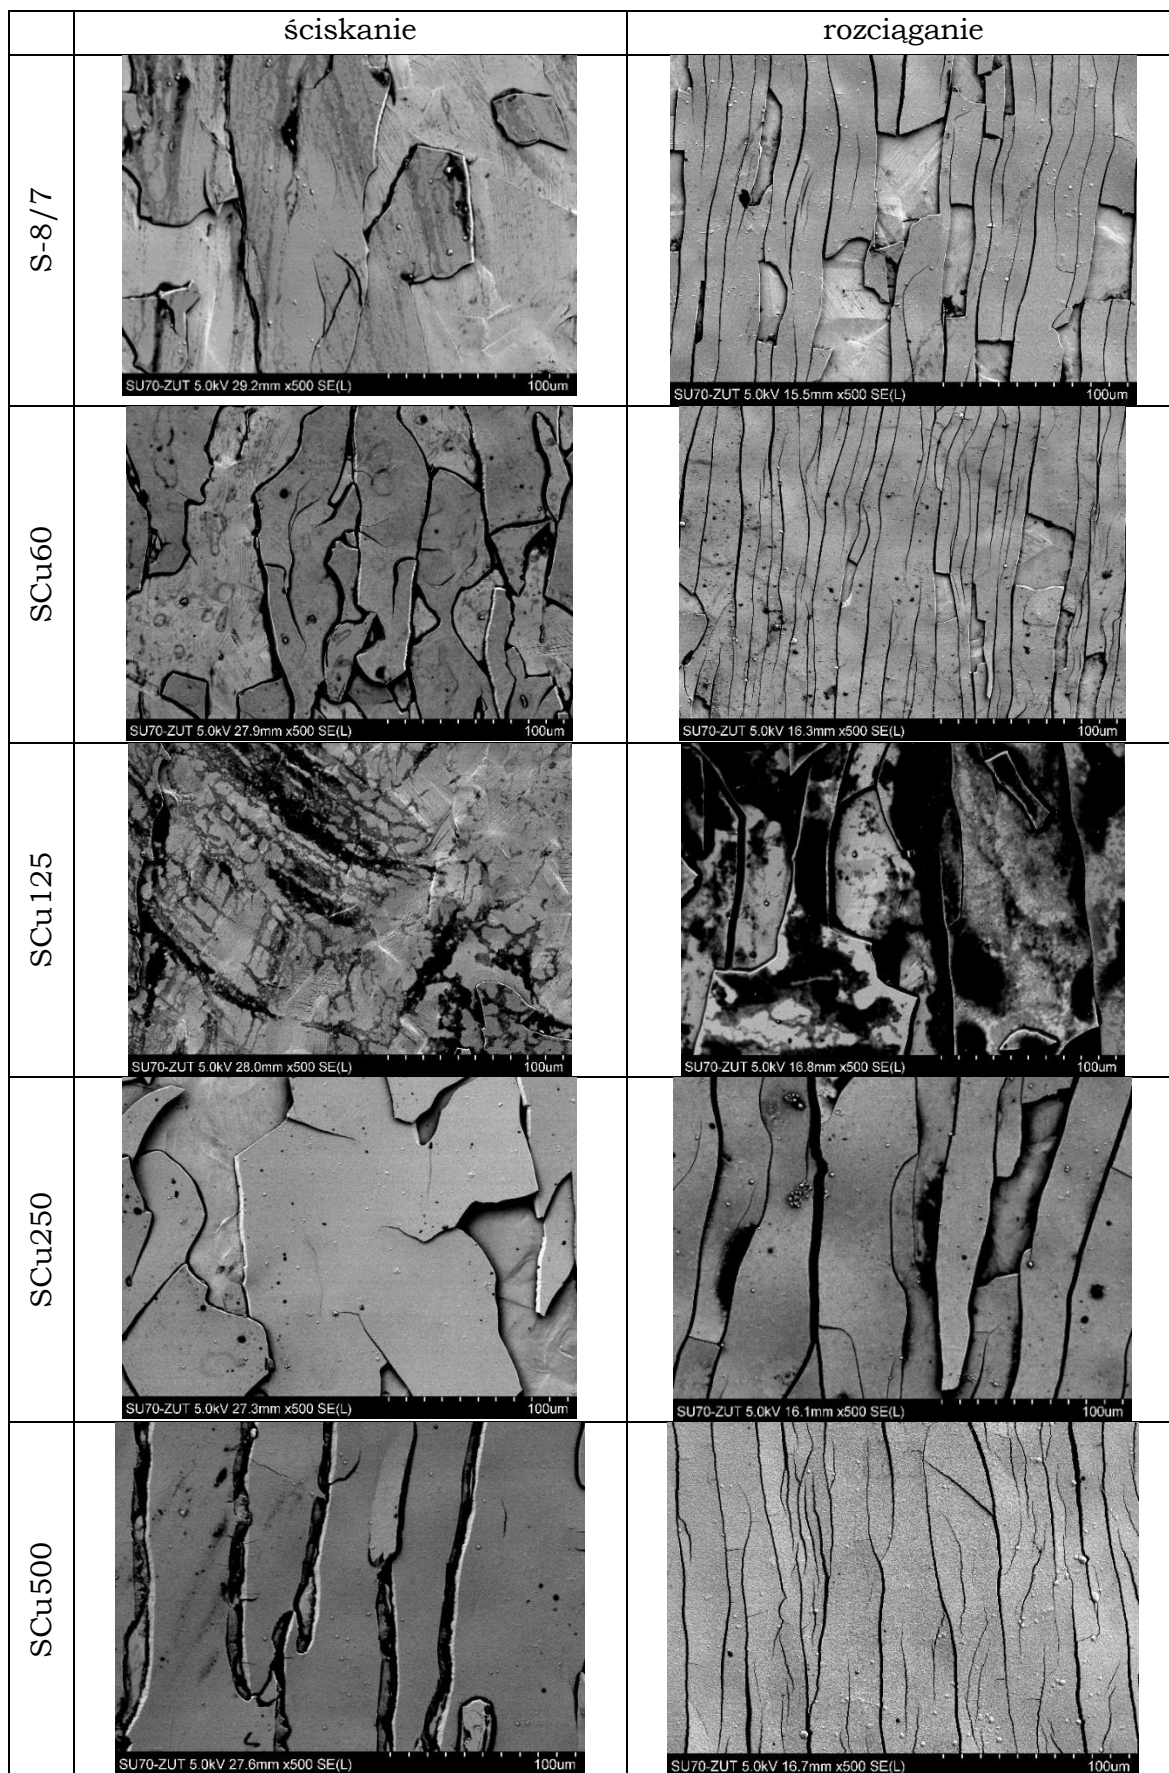 ściskanie rozciąganie
S-8/7
SU70-ZUT 5.0kV 29.2mm x500 SE(L) 100um
SU70-ZUT 5.0kV 15.5mm x500 SE(L) 100um
SCu60
SU70-ZUT 5.0kV 27.9mm x500 SE(L) 100um
SU70-ZUT 5.0kV 16.3mm x500 SE(L) 100um
SCu125
SU70-ZUT 5.0kV 28.0mm x500 SE(L) 100um
SU70-ZUT 5.0kV 16.8mm x500 SE(L) 100um
SCu250
SU70-ZUT 5.0kV 27.3mm x500 SE(L) 100um
SU70-ZUT 5.0kV 16.1mm x500 SE(L) 100um
SCu500
SU70-ZUT 5.0kV 27.6mm x500 SE(L) 100um
SU70-ZUT 5.0kV 16.7mm x500 SE(L) 100um